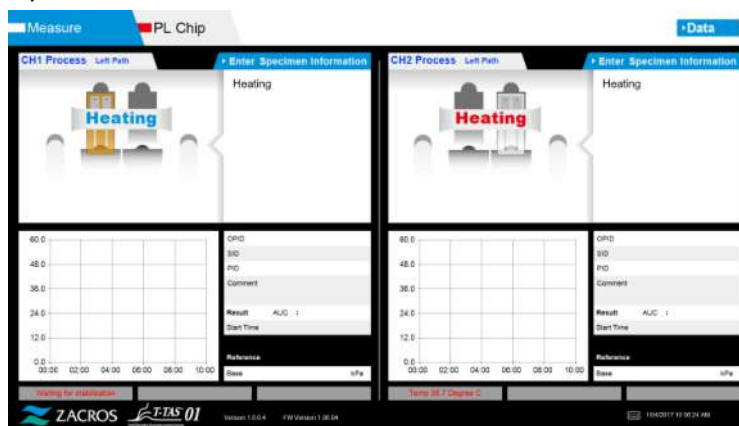 Measure
PL Chip
Data
CH1 Process Left Path
Enter Specimen Information
Heating
Heating
60.0
48.0
36.0
24.0
12.0
0.0
00:00 02:00 04:00 06:00 08:00 10:00
OPID
SID
PID
Comment
Result AUC :
Start Time
Reference
Base kPa
Waiting for stabilisation
CH2 Process Left Path
Enter Specimen Information
Heating
Heating
60.0
48.0
36.0
24.0
12.0
0.0
00:00 02:00 04:00 06:00 08:00 10:00
OPID
SID
PID
Comment
Result AUC :
Start Time
Reference
Base kPa
Degree C
ZACROS T-TAS 01
Version FW Version